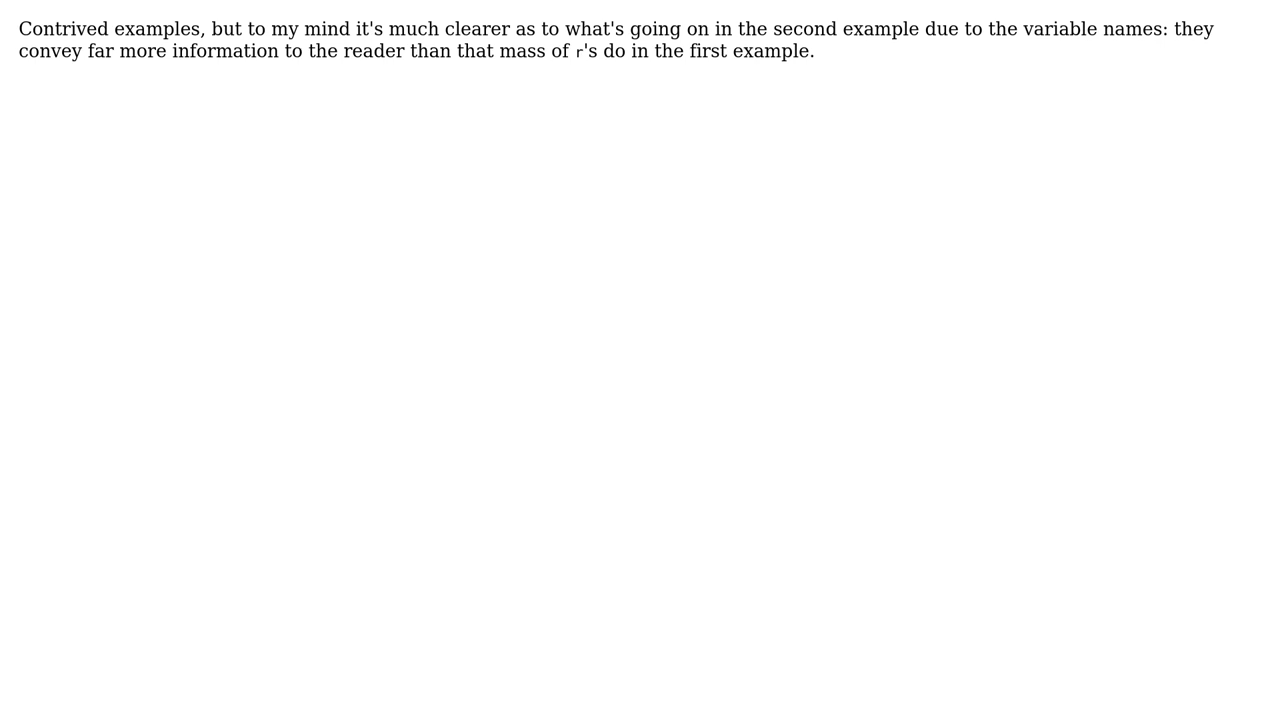 Contrived examples, but to my mind it's much clearer as to what's going on in the second example due to the variable names: they
convey far more information to the reader than that mass of r's do in the first example.